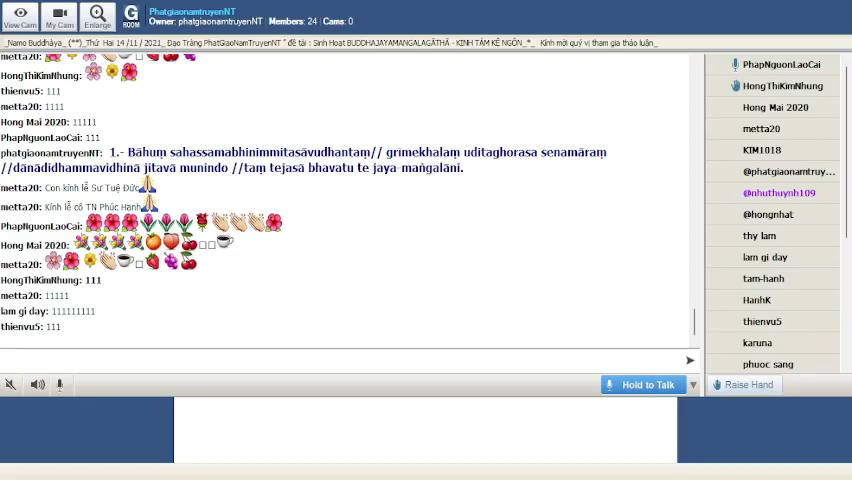 PhatgiaonamtruyenNT
Owner: phatgiaonamtruyenNT | Members: 24 | Cams: 0
View Cam
My Cam
Enlarge
G
ROOM
_Namo Buddhàya_ (**)_Thứ Hai 14 /11 / 2021_ Đạo Tràng PhatGiaoNamTruyenNT " đề tài : Sinh Hoạt BUDDHAJAYAMANGALAGĀTHĀ - KINH TÁM KỆ NGÔN_*_ Kính mời quý vị tham gia thảo luận_
HongThiKimNhung:
thienvu5: 111
metta20: 1111
Hong Mai 2020: 11111
PhapNguonLaoCai: 111
phatgiaonamtruyenNT: 1.- Bāhuṃ sahassamabhinimmitasāvudhantaṃ// grīmekhalaṃ uditaghorasa senamāraṃ
//dānādidhammavidhinā jitavā munindo //taṃ tejasā bhavatu te jaya-maṅgalāni.
metta20: Con kính lễ Sư Tuệ Đức
metta20: Kính lễ cô TN Phúc Hạnh
PhapNguonLaoCai:
Hong Mai 2020:
metta20:
HongThiKimNhung: 111
metta20: 11111
lam gi day: 111111111
thienvu5: 111
PhapNguonLaoCai
HongThiKimNhung
Hong Mai 2020
metta20
KIM1018
@phatgiaonamtruy...
@nhuthuynh109
@hongnhat
thy lam
lam gi day
tam-hanh
HanhK
thienvu5
karuna
phuoc sang
Hold to Talk
Raise Hand